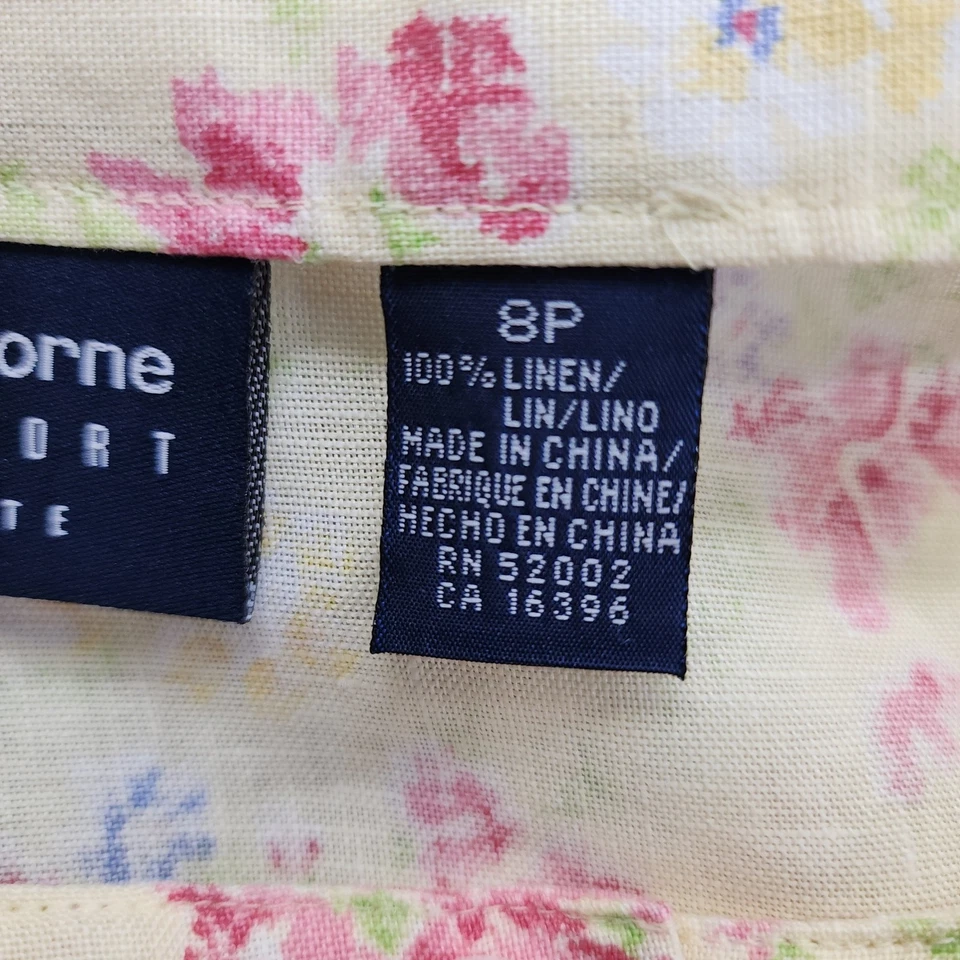 orne
ORT
TE
8P
100% LINEN/
LIN/LINO
MADE IN CHINA/
FABRIQUE EN CHINE/
HECHO EN CHINA
RN 52002
CA 16396